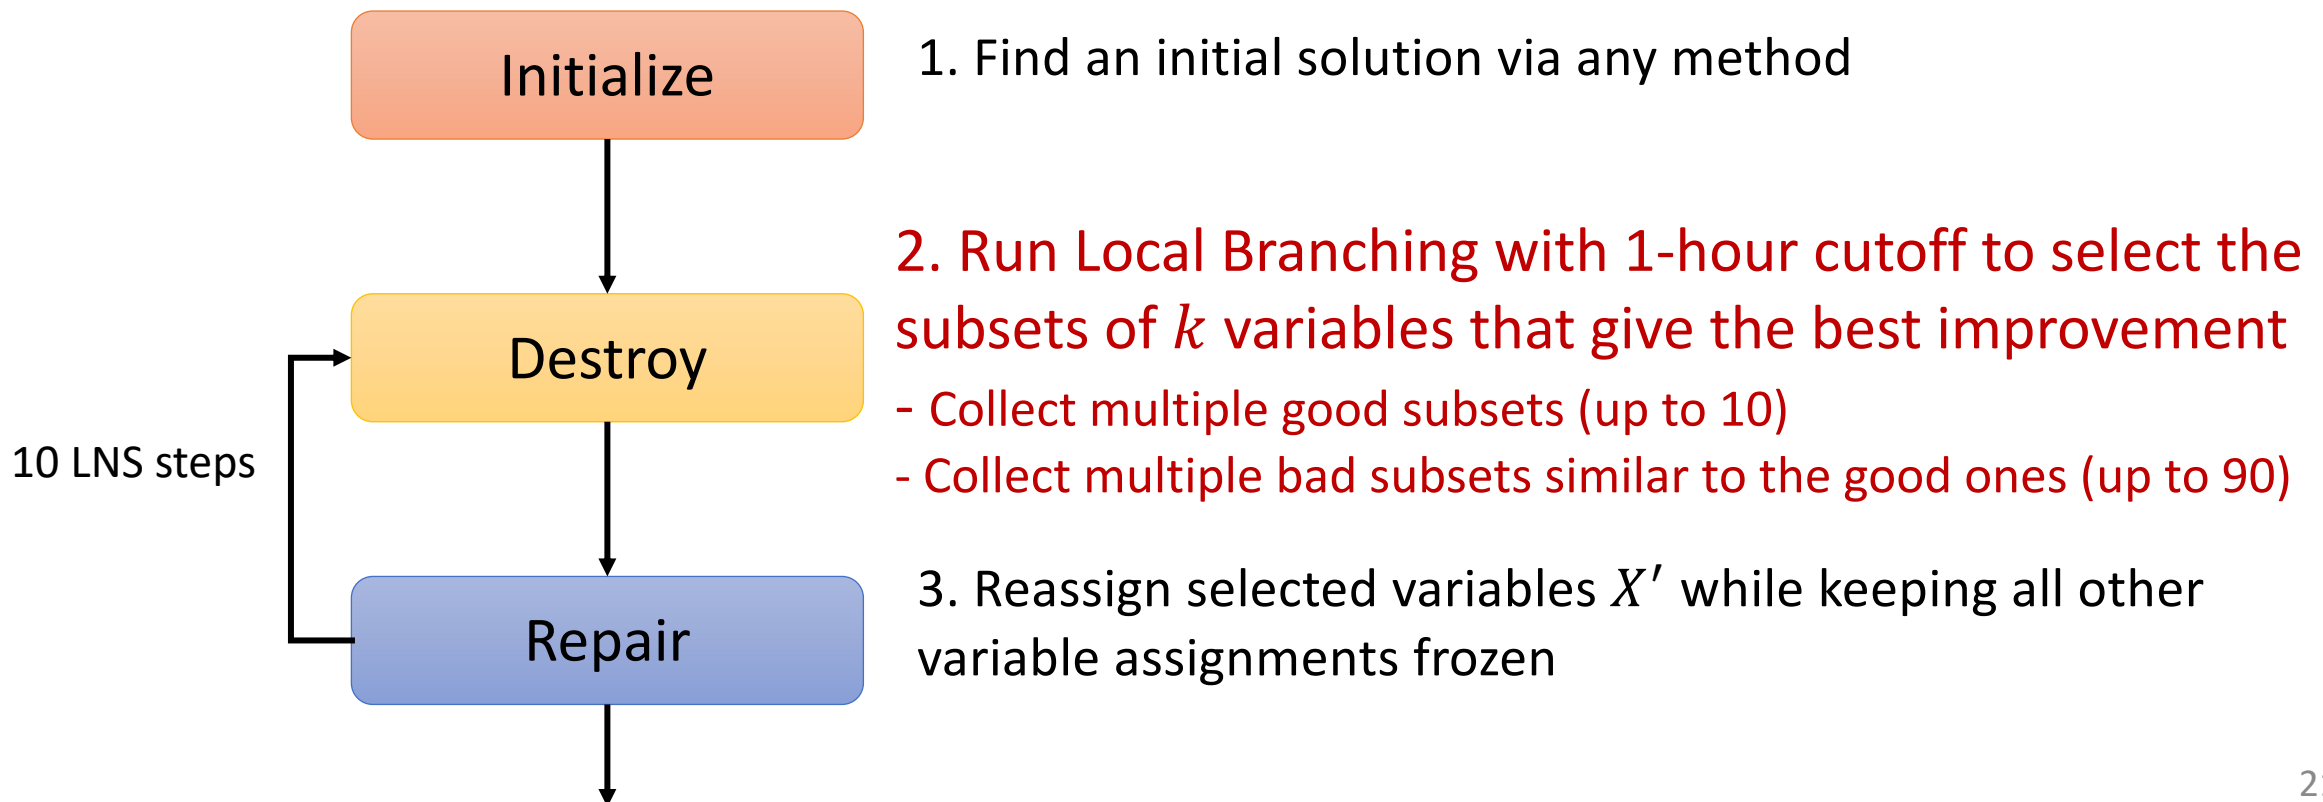 Initialize
1. Find an initial solution via any method
2. Run Local Branching with 1-hour cutoff to select the
subsets of k variables that give the best improvement
Destroy
- Collect multiple good subsets (up to 10)
10 LNS steps
- Collect multiple bad subsets similar to the good ones (up to 90)
3. Reassign selected variables X′ while keeping all other
Repair
variable assignments frozen